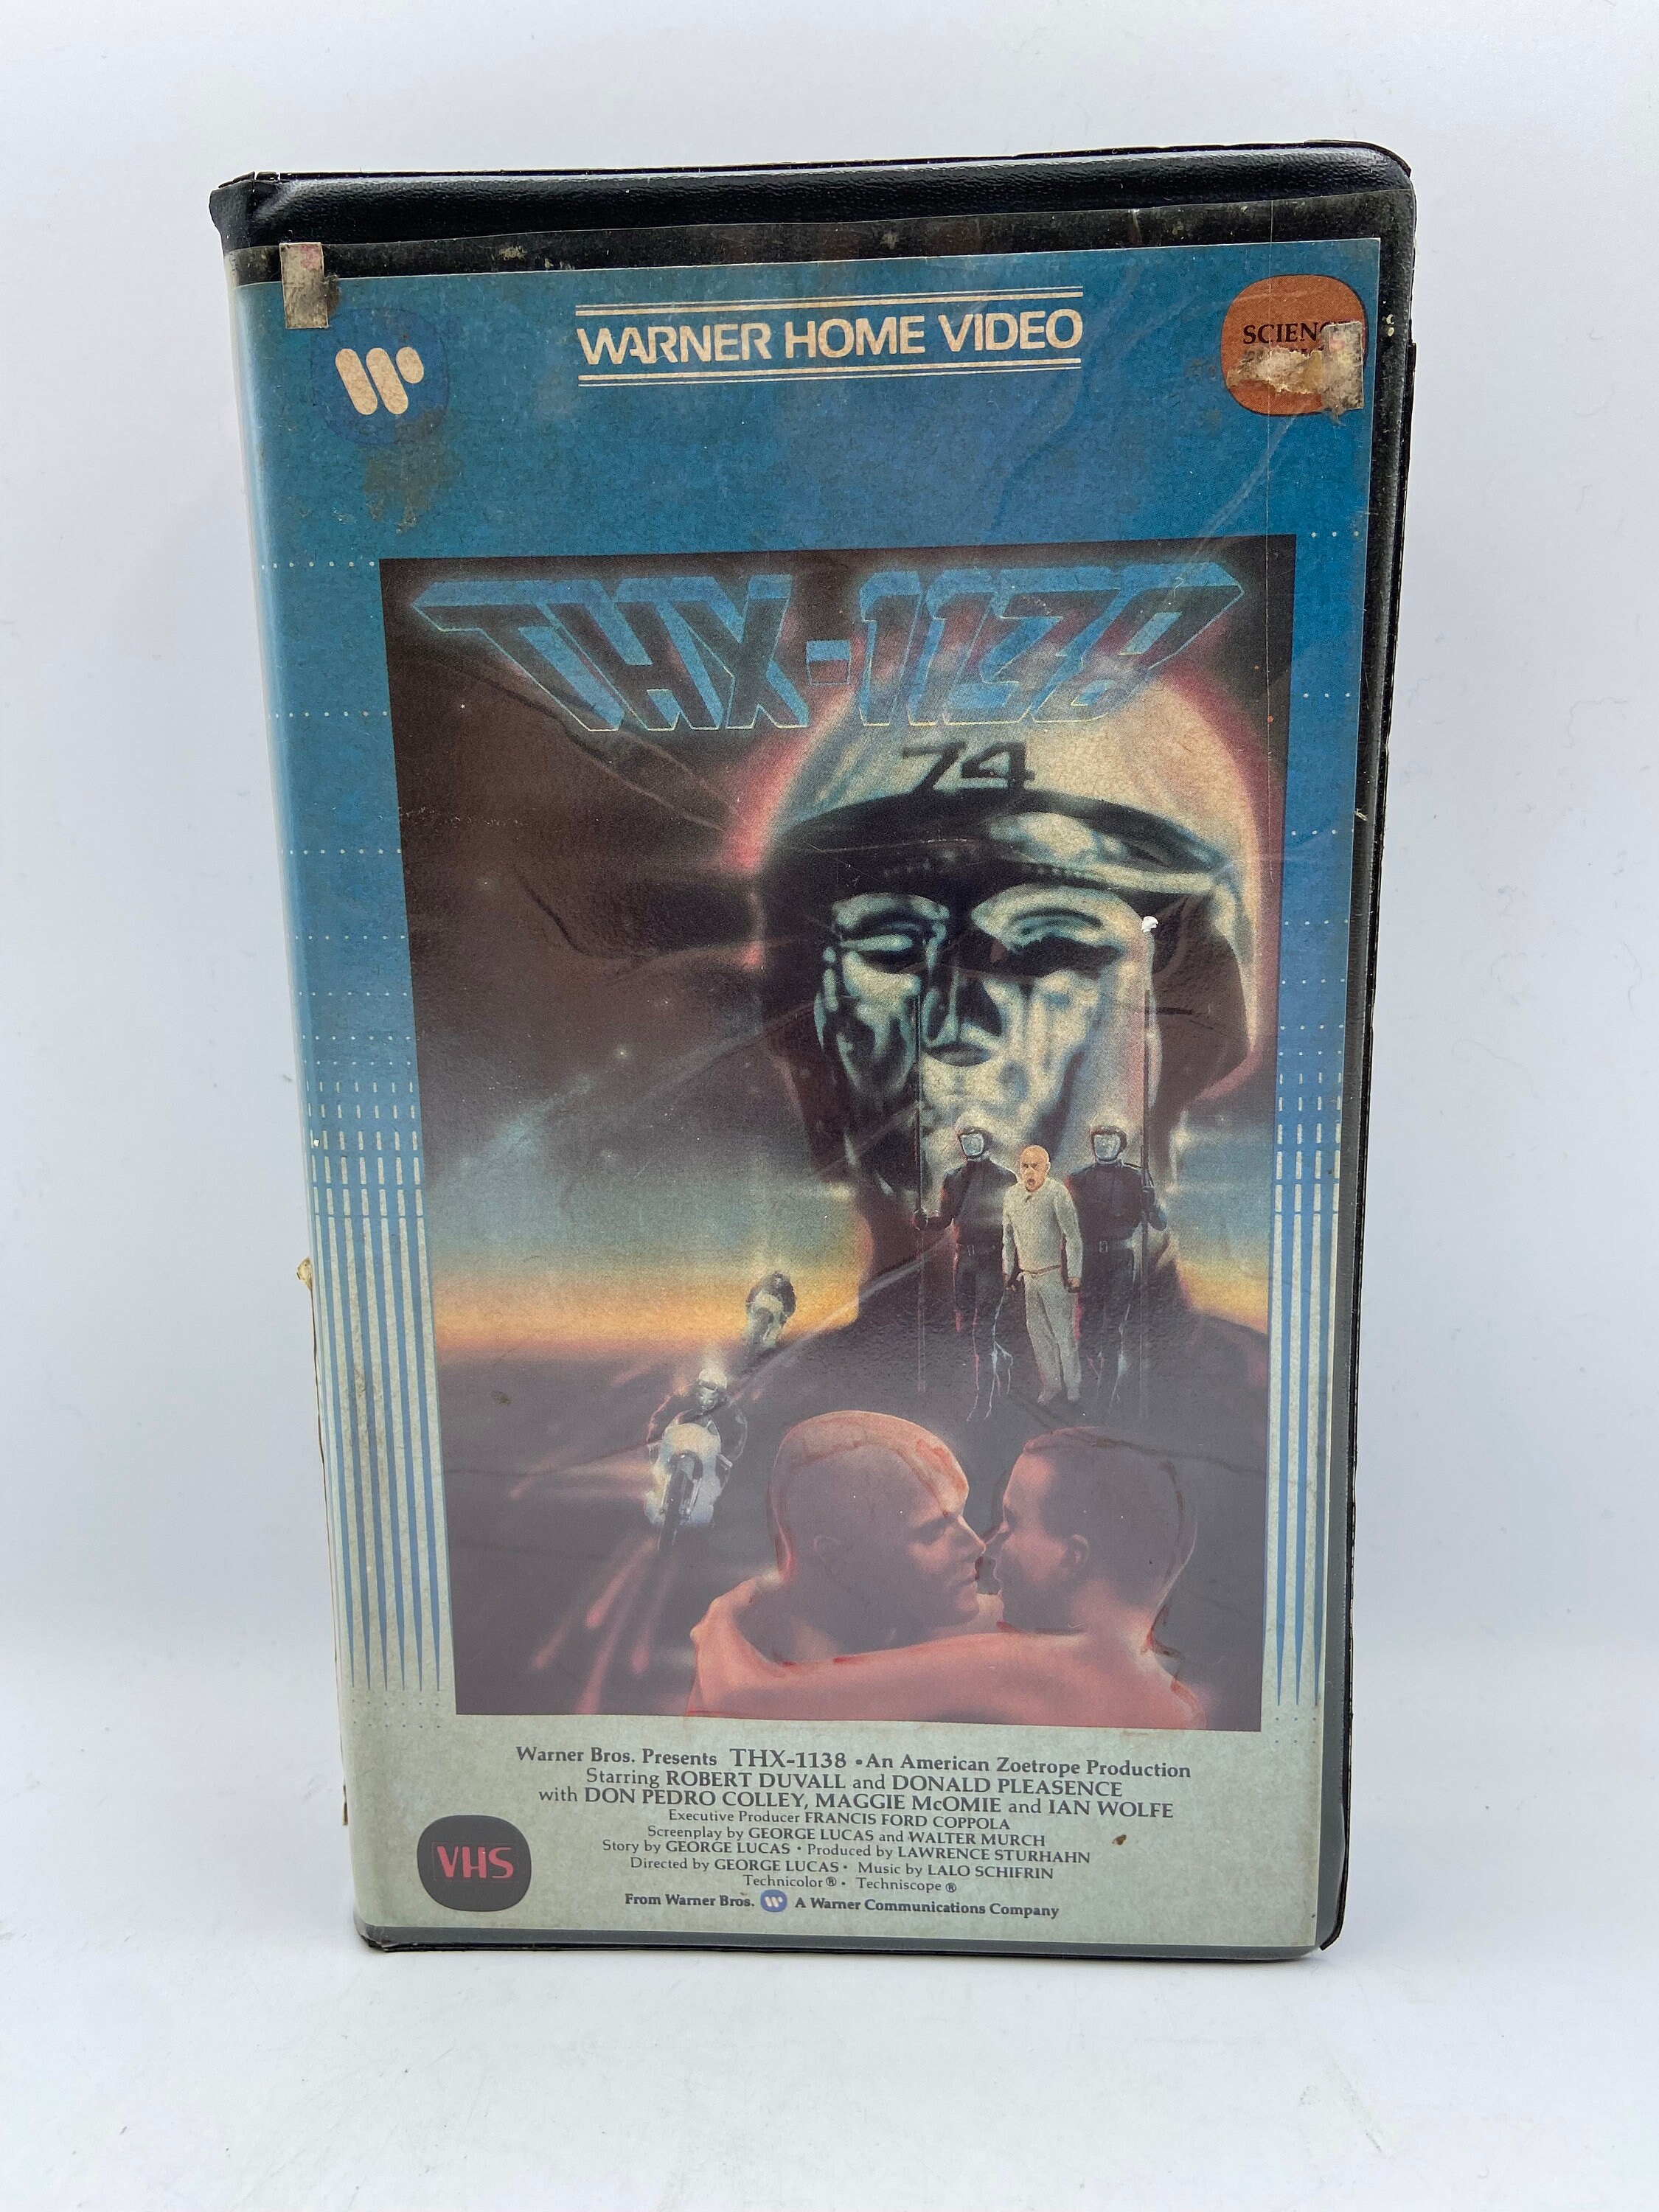 WARNER HOME VIDEO
SCIENCE
THX-1138
74
Warner Bros. Presents THX-1138 • An American Zoetrope Production
Starring ROBERT DUVALL and DONALD PLEASENCE
with DON PEDRO COLLEY, MAGGIE McOMIE and IAN WOLFE
Executive Producer FRANCIS FORD COPPOLA
Screenplay by GEORGE LUCAS and WALTER MURCH
Story by GEORGE LUCAS • Produced by LAWRENCE STURHAHN
Directed by GEORGE LUCAS • Music by LALO SCHIFRIN
Technicolor® • Techniscope®
From Warner Bros. A Warner Communications Company
VHS